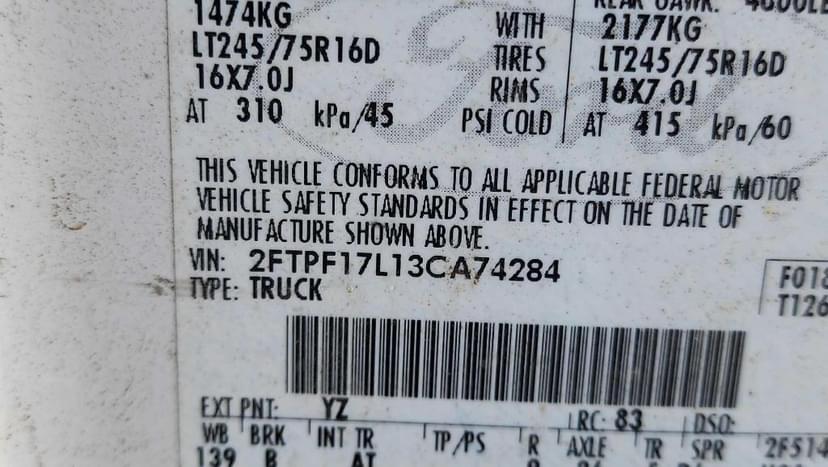 1474KG WITH 2177KG
LT245/75R16D TIRES LT245/75R16D
16X7.0J RIMS 16X7.0J
AT 310 kPa/45 PSI COLD AT 415 kPa/60
THIS VEHICLE CONFORMS TO ALL APPLICABLE FEDERAL MOTOR
VEHICLE SAFETY STANDARDS IN EFFECT ON THE DATE OF
MANUFACTURE SHOWN ABOVE.
VIN: 2FTPF17L13CA74284
TYPE: TRUCK
F018
T126
EXT PNT: YZ RC: 83 DSO:
WB BRK INT TR TP/PS R AXLE TR SPR 2F514
139 B AT